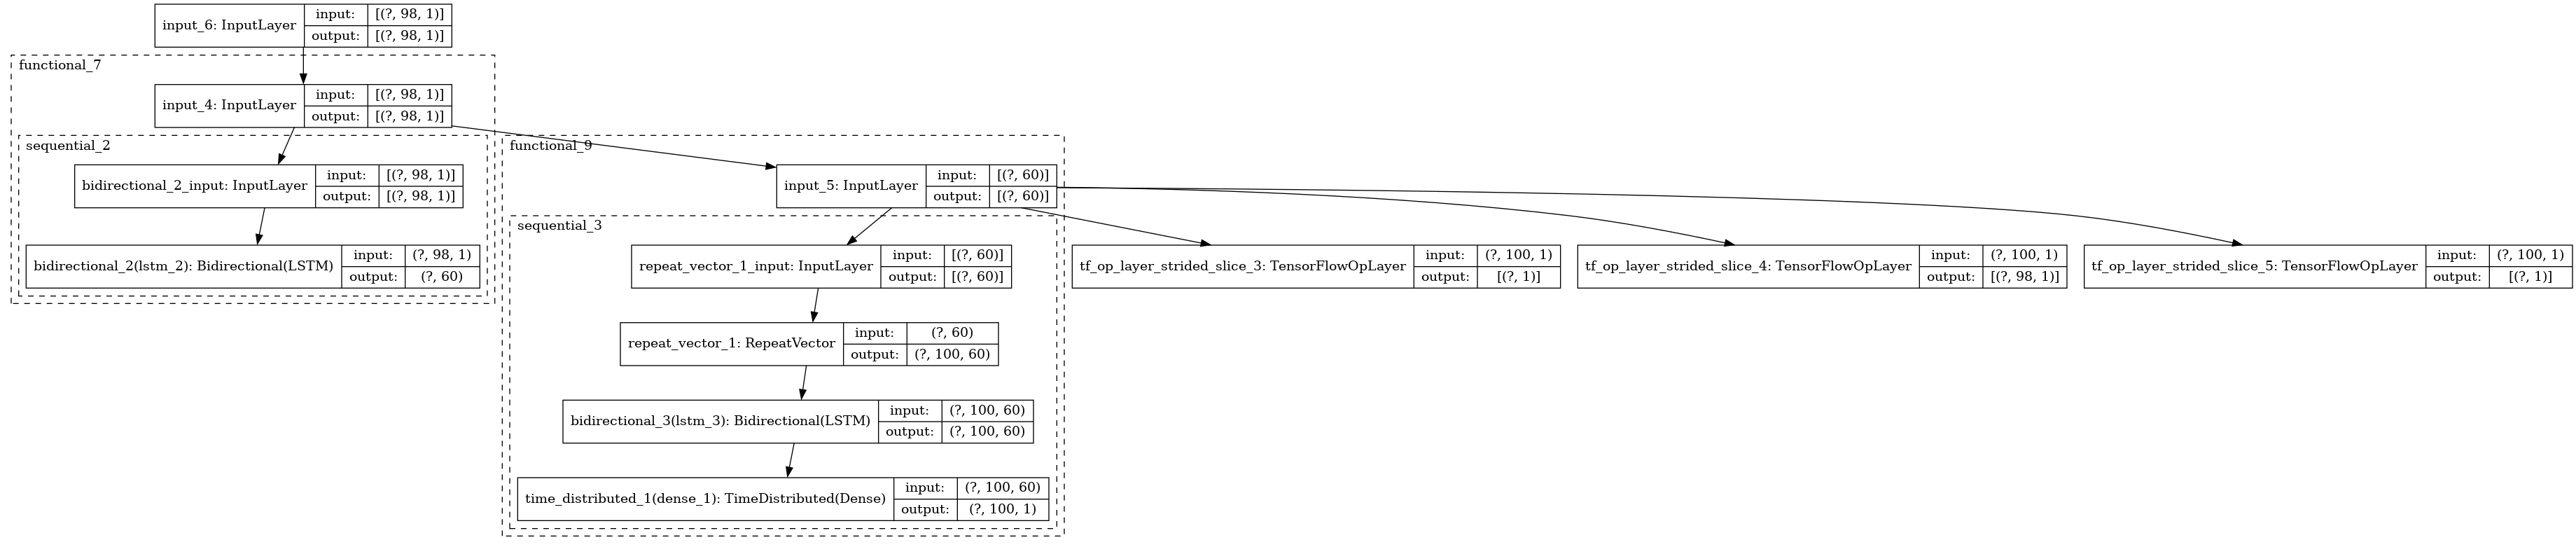 input_6: InputLayer
input: [(?, 98, 1)]
output: [(?, 98, 1)]
functional_7
input_4: InputLayer
input: [(?, 98, 1)]
output: [(?, 98, 1)]
sequential_2
bidirectional_2_input: InputLayer
input: [(?, 98, 1)]
output: [(?, 98, 1)]
bidirectional_2(lstm_2): Bidirectional(LSTM)
input: (?, 98, 1)
output: (?, 60)
functional_9
input_5: InputLayer
input: [(?, 60)]
output: [(?, 60)]
sequential_3
repeat_vector_1_input: InputLayer
input: [(?, 60)]
output: [(?, 60)]
repeat_vector_1: RepeatVector
input: (?, 60)
output: (?, 100, 60)
bidirectional_3(lstm_3): Bidirectional(LSTM)
input: (?, 100, 60)
output: (?, 100, 60)
time_distributed_1(dense_1): TimeDistributed(Dense)
input: (?, 100, 60)
output: (?, 100, 1)
tf_op_layer_strided_slice_3: TensorFlowOpLayer
input: (?, 100, 1)
output: [(?, 1)]
tf_op_layer_strided_slice_4: TensorFlowOpLayer
input: (?, 100, 1)
output: [(?, 98, 1)]
tf_op_layer_strided_slice_5: TensorFlowOpLayer
input: (?, 100, 1)
output: [(?, 1)]